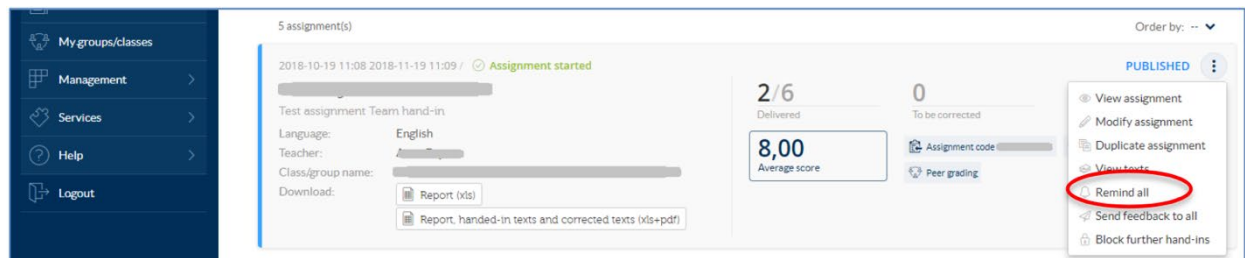 My groups/classes
Management
Services
Help
Logout
5 assignment(s)
Order by: --
2018-10-19 11:08 2018-11-19 11:09 / Assignment started
PUBLISHED
Test assignment Team hand-in
Language: English
Teacher:
Class/group name:
Download: Report (xls)
Report, handed-in texts and corrected texts (xls+pdf)
2/6
Delivered
0
To be corrected
8,00
Average score
Assignment code
Peer grading
View assignment
Modify assignment
Duplicate assignment
View texts
Remind all
Send feedback to all
Block further hand-ins